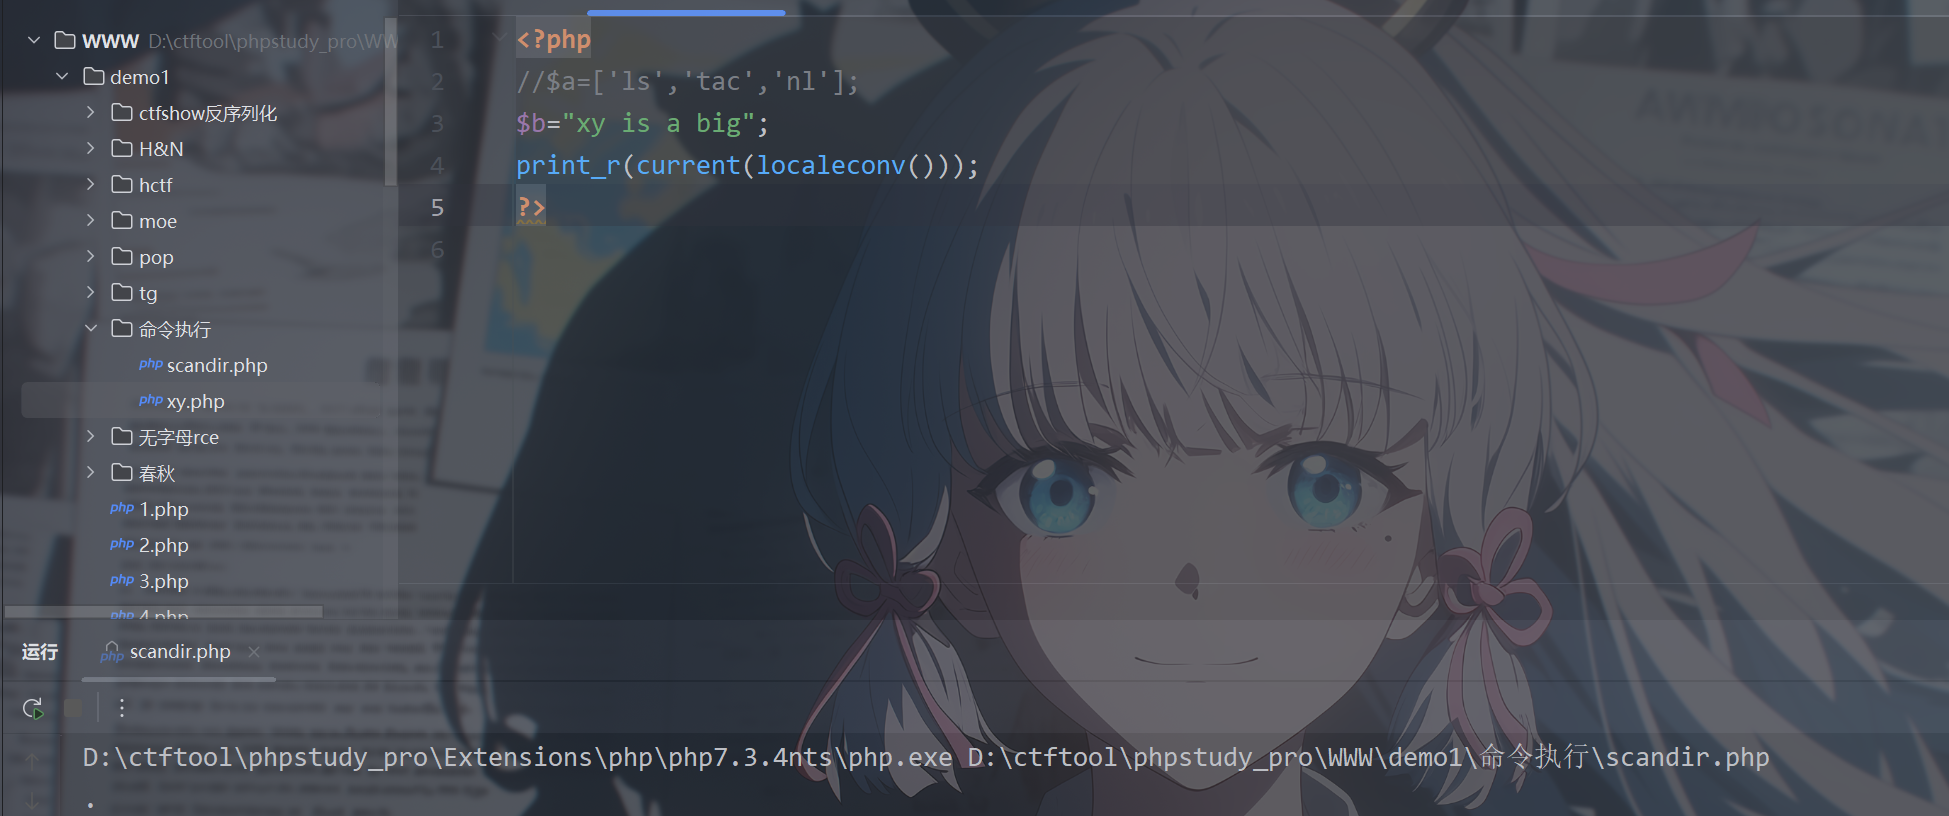 WWW D:\ctftool\phpstudy_pro\WW
demo1
ctfshow反序列化
H&N
hctf
moe
pop
tg
命令执行
php scandir.php
php xy.php
无字母rce
春秋
php 1.php
php 2.php
php 3.php
php 4.php
1 <?php
2 //$a=['ls','tac','nl'];
3 $b="xy is a big";
4 print_r(current(localeconv()));
5 ?>
6
运行 php scandir.php
D:\ctftool\phpstudy_pro\Extensions\php\php7.3.4nts\php.exe D:\ctftool\phpstudy_pro\WWW\demo1\命令执行\scandir.php
.